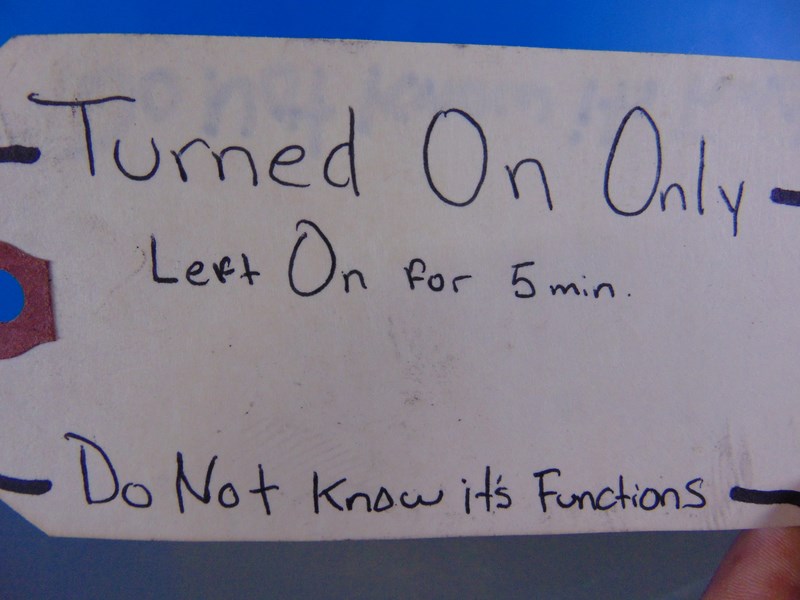 Turned On Only
Left On for 5 min.
Do Not Know it's Functions